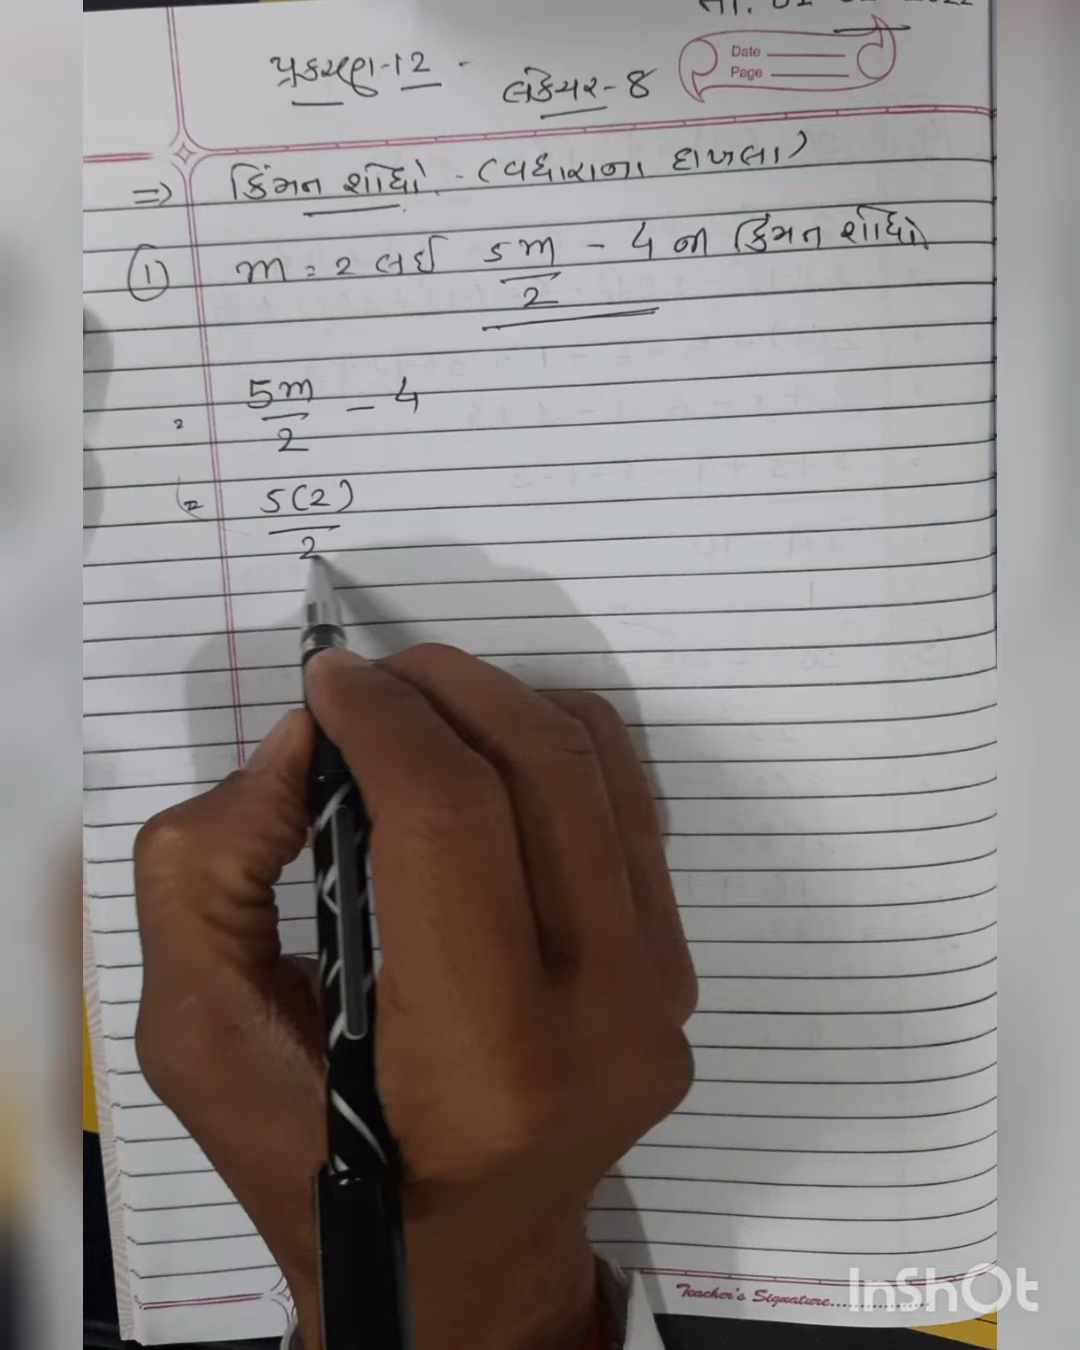 Date
Page
પ્રકરણ-12
લેક્ચર-8
=> કિંમત શોધો. (વધારાના દાખલા)
① m = 2 લઈ 5m/2 - 4 ની કિંમત શોધો.
= 5m/2 - 4
= 5(2)/2
Teacher's Signature
InShOt